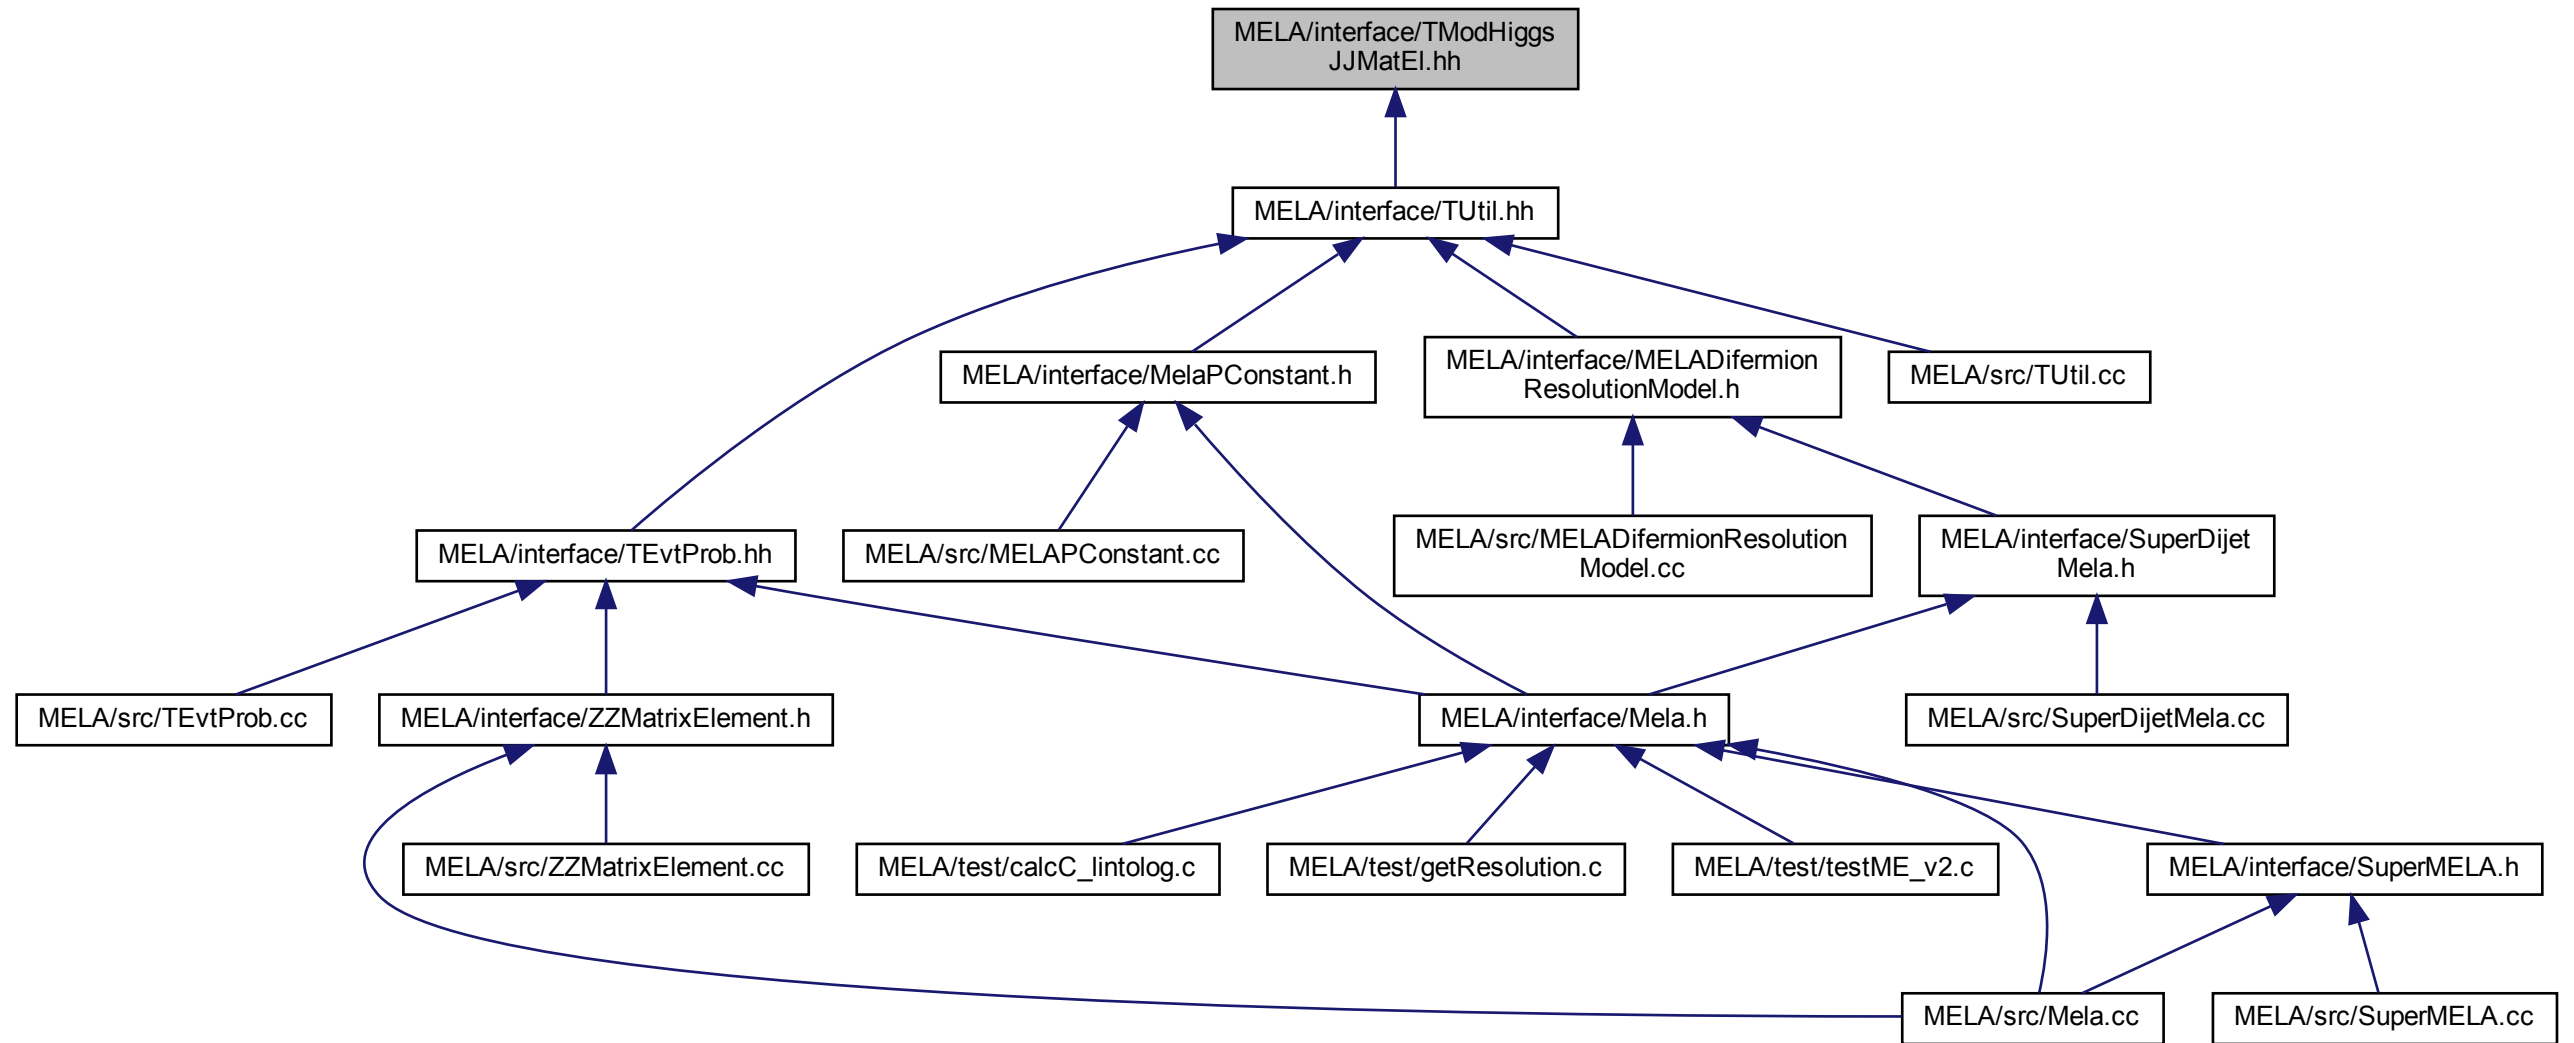 MELA/interface/TModHiggs
JJMatEl.hh
MELA/interface/TUtil.hh
MELA/interface/MelaPConstant.h
MELA/interface/MELADifermion
ResolutionModel.h
MELA/src/TUtil.cc
MELA/interface/TEvtProb.hh
MELA/src/MELAPConstant.cc
MELA/src/MELADifermionResolution
Model.cc
MELA/interface/SuperDijet
Mela.h
MELA/src/TEvtProb.cc
MELA/interface/ZZMatrixElement.h
MELA/interface/Mela.h
MELA/src/SuperDijetMela.cc
MELA/src/ZZMatrixElement.cc
MELA/test/calcC_lintolog.c
MELA/test/getResolution.c
MELA/test/testME_v2.c
MELA/interface/SuperMELA.h
MELA/src/Mela.cc
MELA/src/SuperMELA.cc